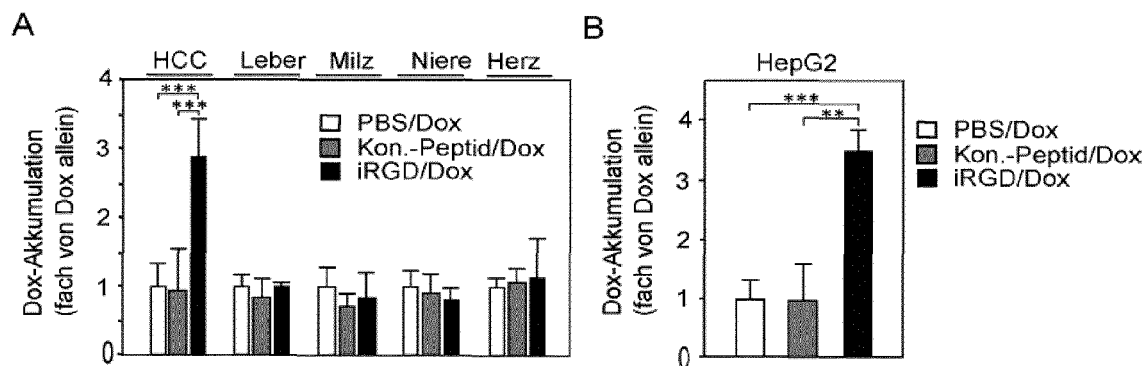 A
HCC Leber Milz Niere Herz
Dox-Akkumulation
(fach von Dox allein)
4
3
2
1
0
***
***
PBS/Dox
Kon.-Peptid/Dox
iRGD/Dox
B
HepG2
Dox-Akkumulation
(fach von Dox allein)
4
3
2
1
0
***
**
PBS/Dox
Kon.-Peptid/Dox
iRGD/Dox